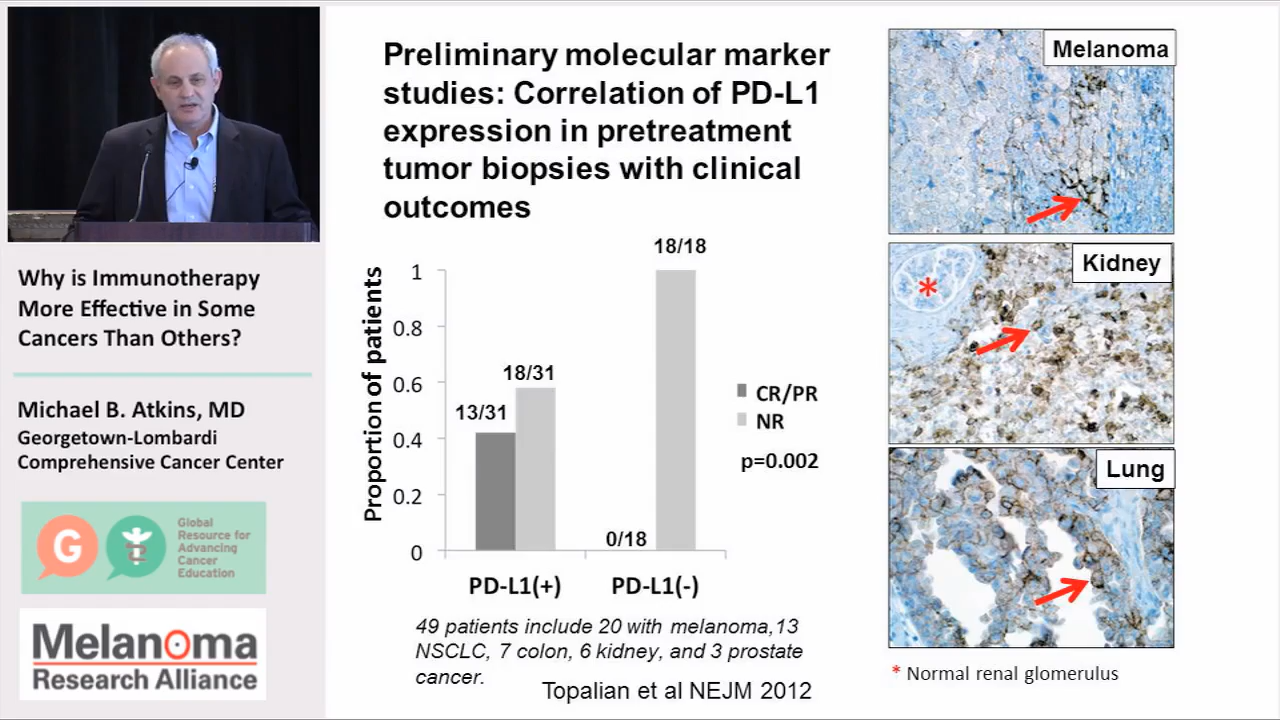 Why is Immunotherapy
More Effective in Some
Cancers Than Others?
Michael B. Atkins, MD
Georgetown-Lombardi
Comprehensive Cancer Center
G
Global
Resource for
Advancing
Cancer
Education
Melanoma
Research Alliance
Preliminary molecular marker
studies: Correlation of PD-L1
expression in pretreatment
tumor biopsies with clinical
outcomes
Proportion of patients
1
0.8
0.6
0.4
0.2
0
13/31
18/31
0/18
18/18
PD-L1(+)
PD-L1(-)
CR/PR
NR
p=0.002
49 patients include 20 with melanoma,13
NSCLC, 7 colon, 6 kidney, and 3 prostate
cancer.
Topalian et al NEJM 2012
Melanoma
Kidney
*
Lung
* Normal renal glomerulus